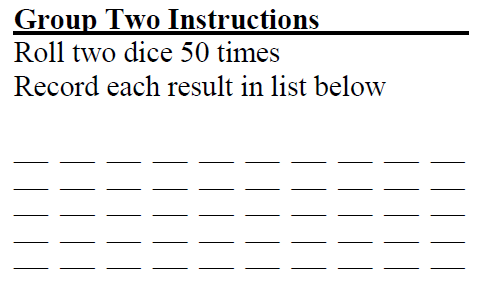 Group Two Instructions
Roll two dice 50 times
Record each result in list below